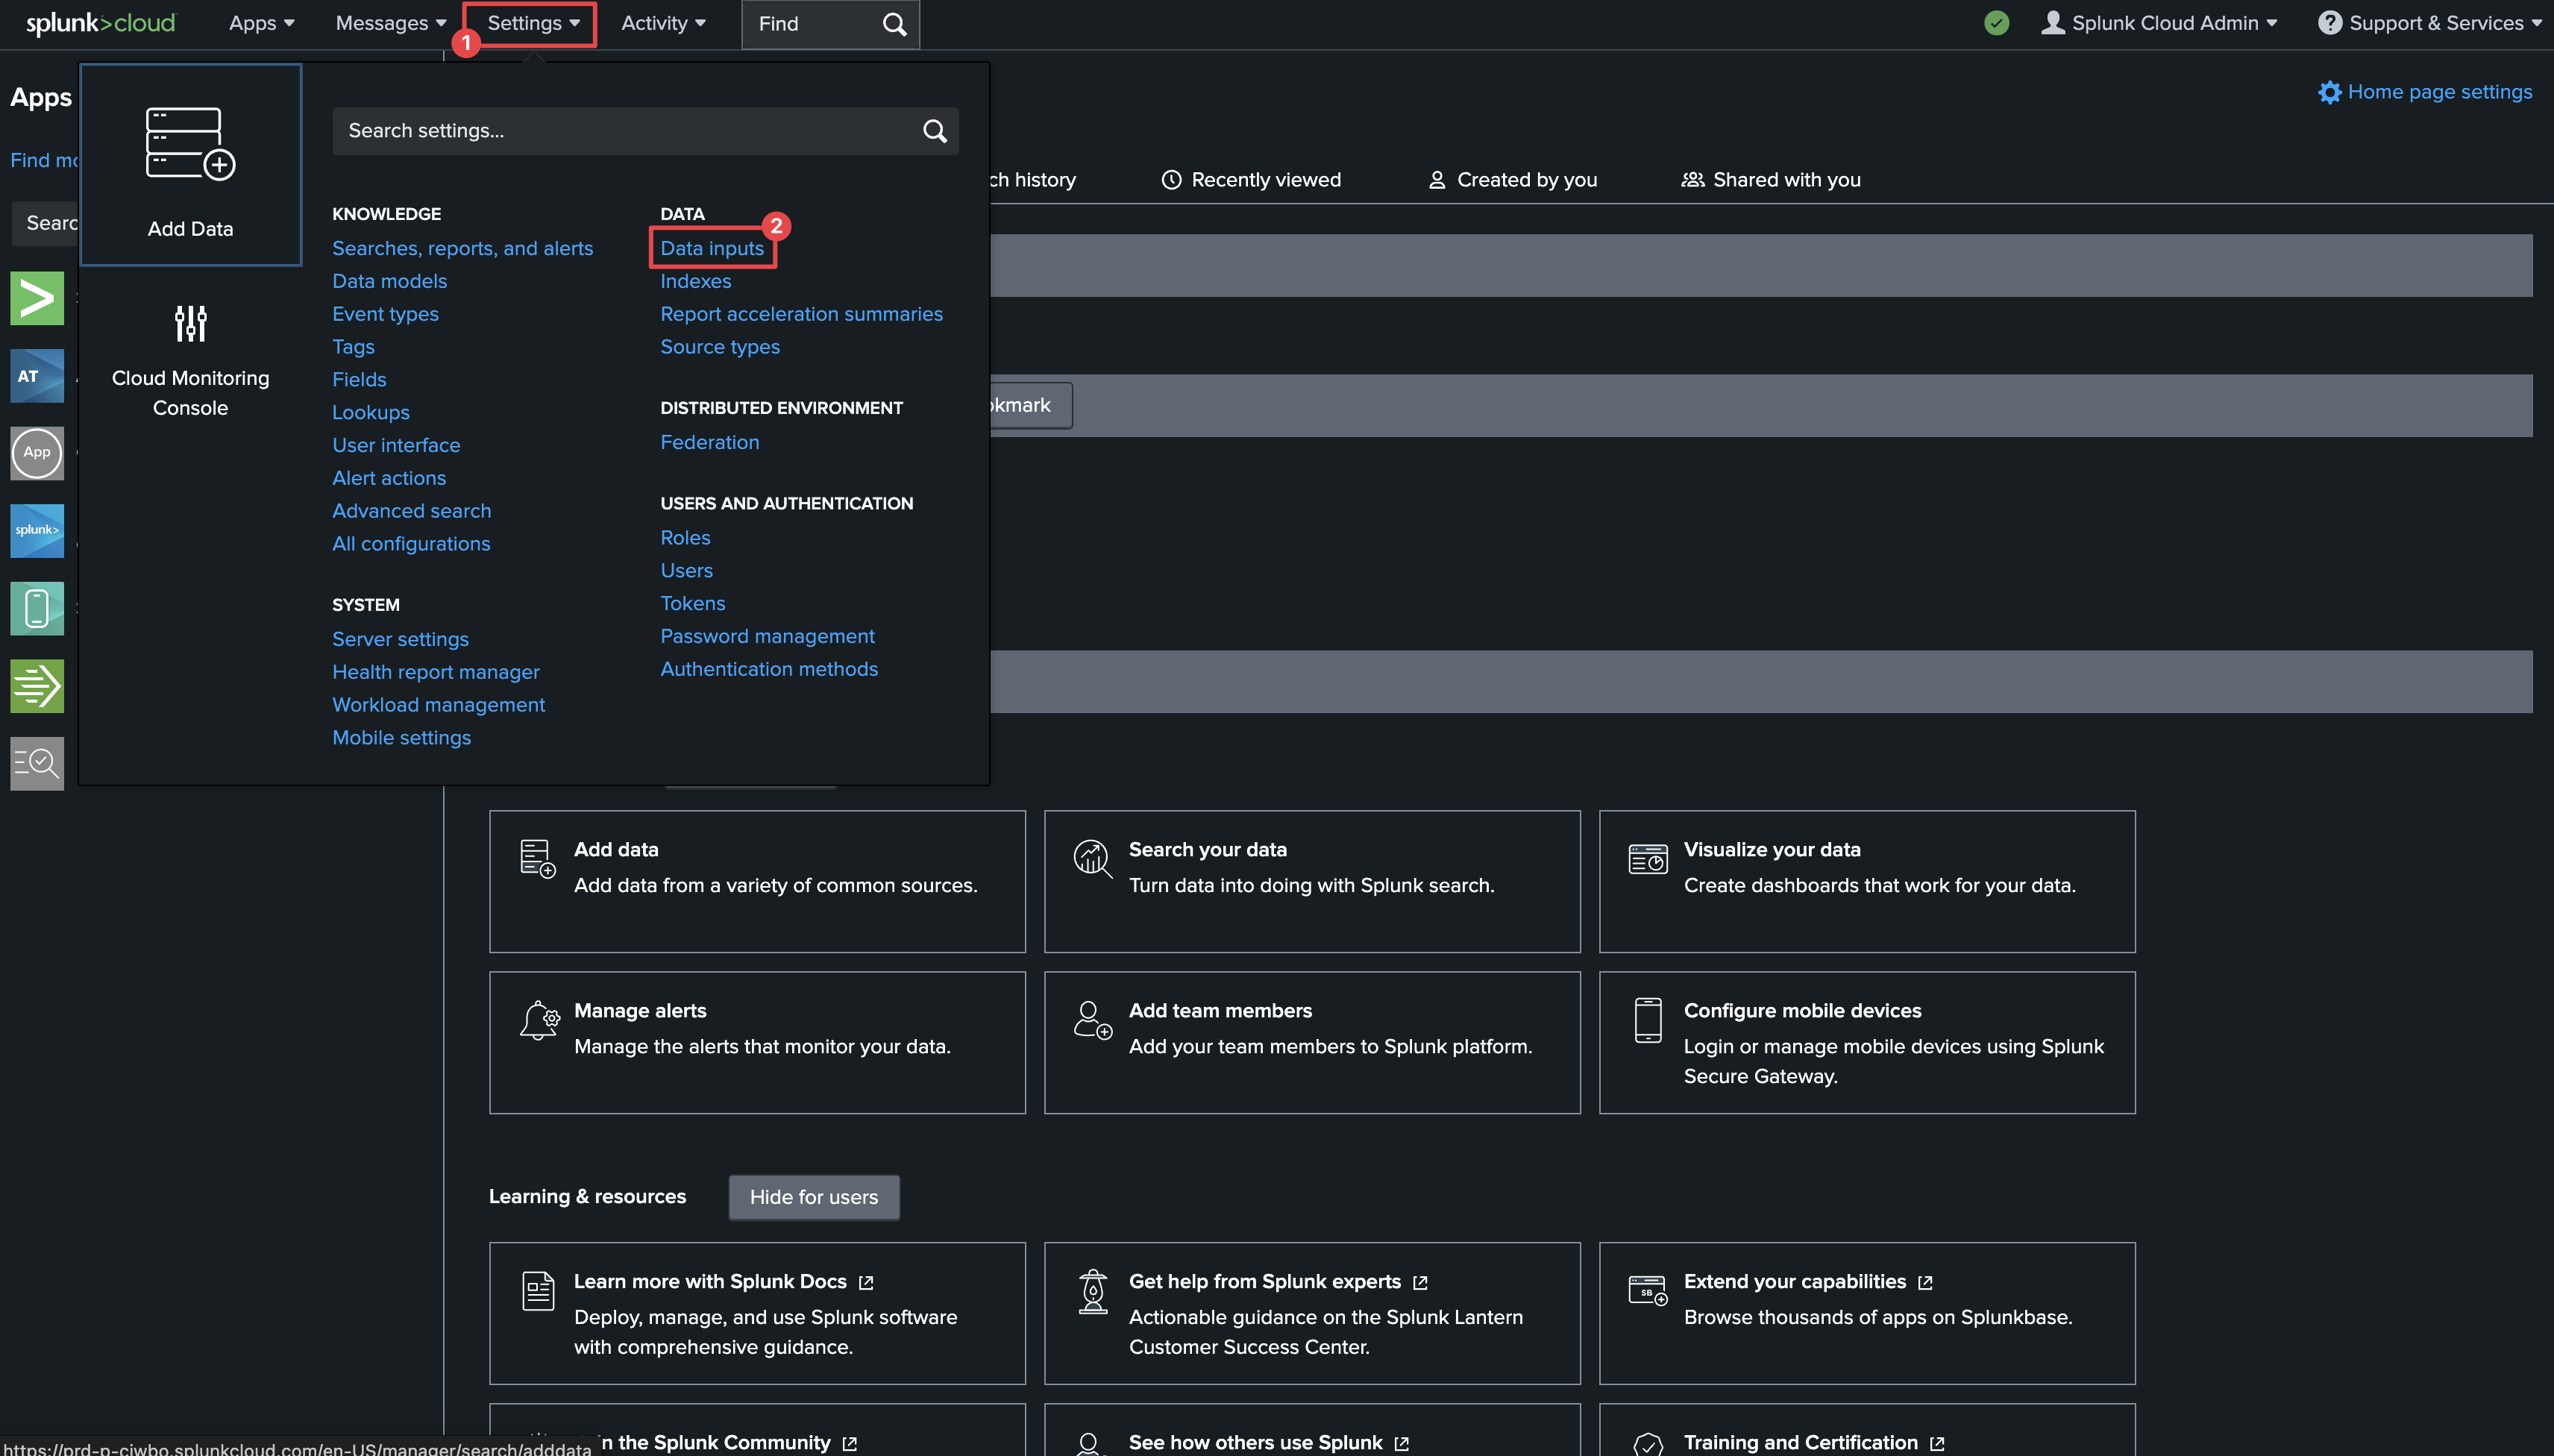 splunk>cloud
Apps
Messages
Settings
Activity
Find
Splunk Cloud Admin
Support & Services
1
Apps
Home page settings
Find
Search settings...
Add Data
Cloud Monitoring
Console
KNOWLEDGE
Searches, reports, and alerts
Data models
Event types
Tags
Fields
Lookups
User interface
Alert actions
Advanced search
All configurations
SYSTEM
Server settings
Health report manager
Workload management
Mobile settings
DATA
2
Data inputs
Indexes
Report acceleration summaries
Source types
DISTRIBUTED ENVIRONMENT
Federation
USERS AND AUTHENTICATION
Roles
Users
Tokens
Password management
Authentication methods
Searc
AT
App
splunk>
ch history
Recently viewed
Created by you
Shared with you
kmark
Add data
Add data from a variety of common sources.
Search your data
Turn data into doing with Splunk search.
Visualize your data
Create dashboards that work for your data.
Manage alerts
Manage the alerts that monitor your data.
Add team members
Add your team members to Splunk platform.
Configure mobile devices
Login or manage mobile devices using Splunk
Secure Gateway.
Learning & resources
Hide for users
Learn more with Splunk Docs
Deploy, manage, and use Splunk software
with comprehensive guidance.
Get help from Splunk experts
Actionable guidance on the Splunk Lantern
Customer Success Center.
SB
Extend your capabilities
Browse thousands of apps on Splunkbase.
n the Splunk Community
See how others use Splunk
Training and Certification
https://prd-p-cjwbo.splunkcloud.com/en-US/manager/search/adddata